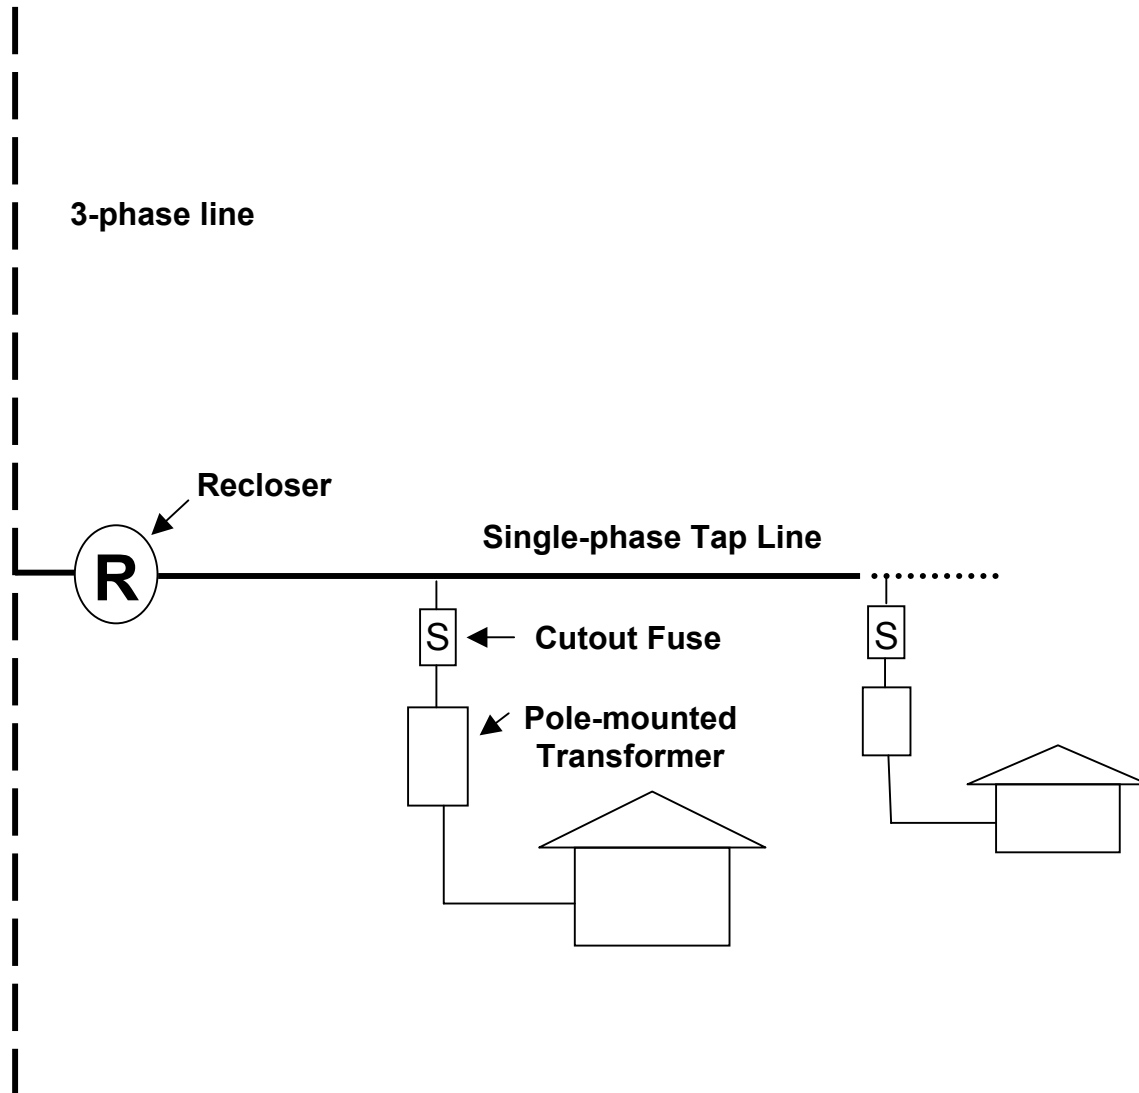 3-phase line
Recloser
R
Single-phase Tap Line
S
Cutout Fuse
S
Pole-mounted
Transformer